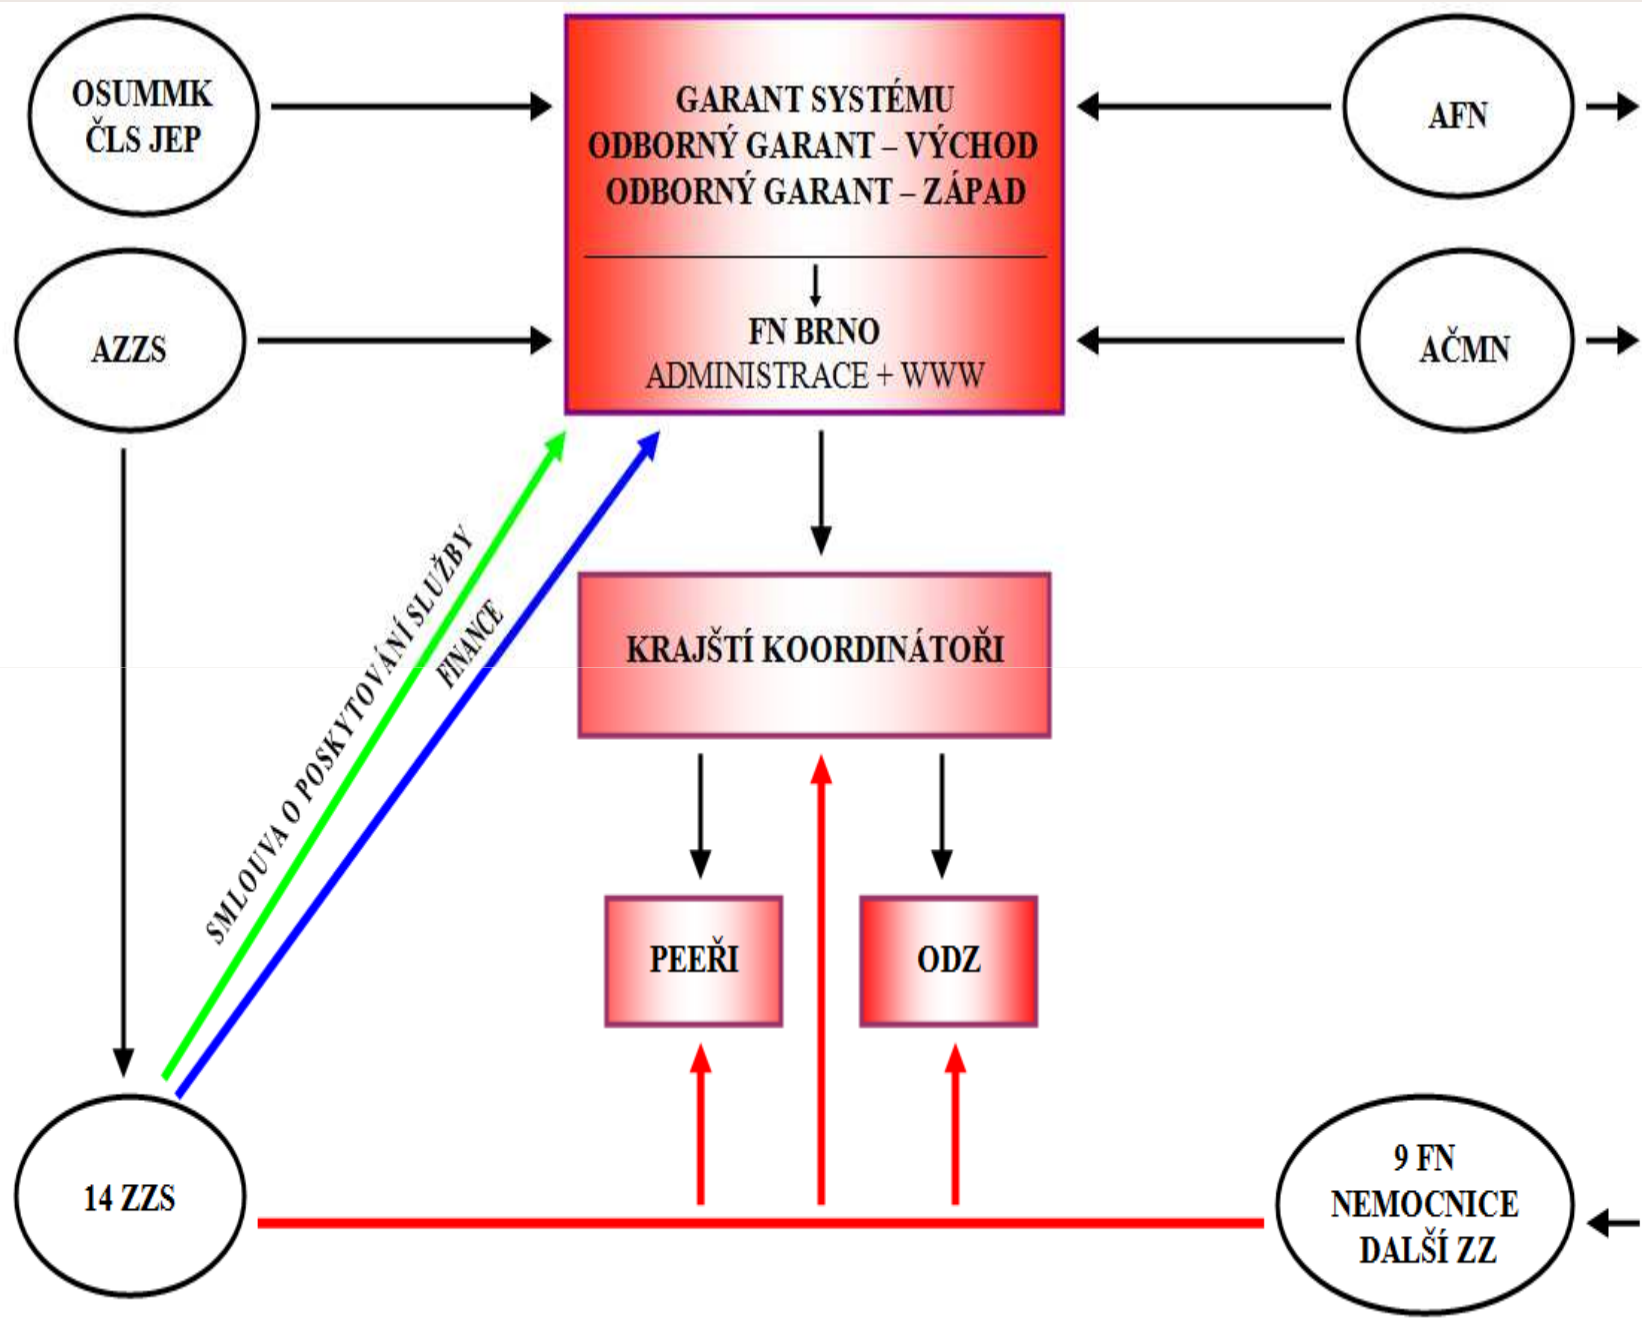 OSUMMK
ČLS JEP
GARANT SYSTÉMU
ODBORNÝ GARANT – VÝCHOD
ODBORNÝ GARANT – ZÁPAD
AFN
AZZS
FN BRNO
ADMINISTRACE + WWW
AČMN
SMLOUVA O POSKYTOVÁNÍ SLUŽBY
FINANCE
KRAJŠTÍ KOORDINÁTOŘI
PEEŘI
ODZ
14 ZZS
9 FN
NEMOCNICE
DALŠÍ ZZ